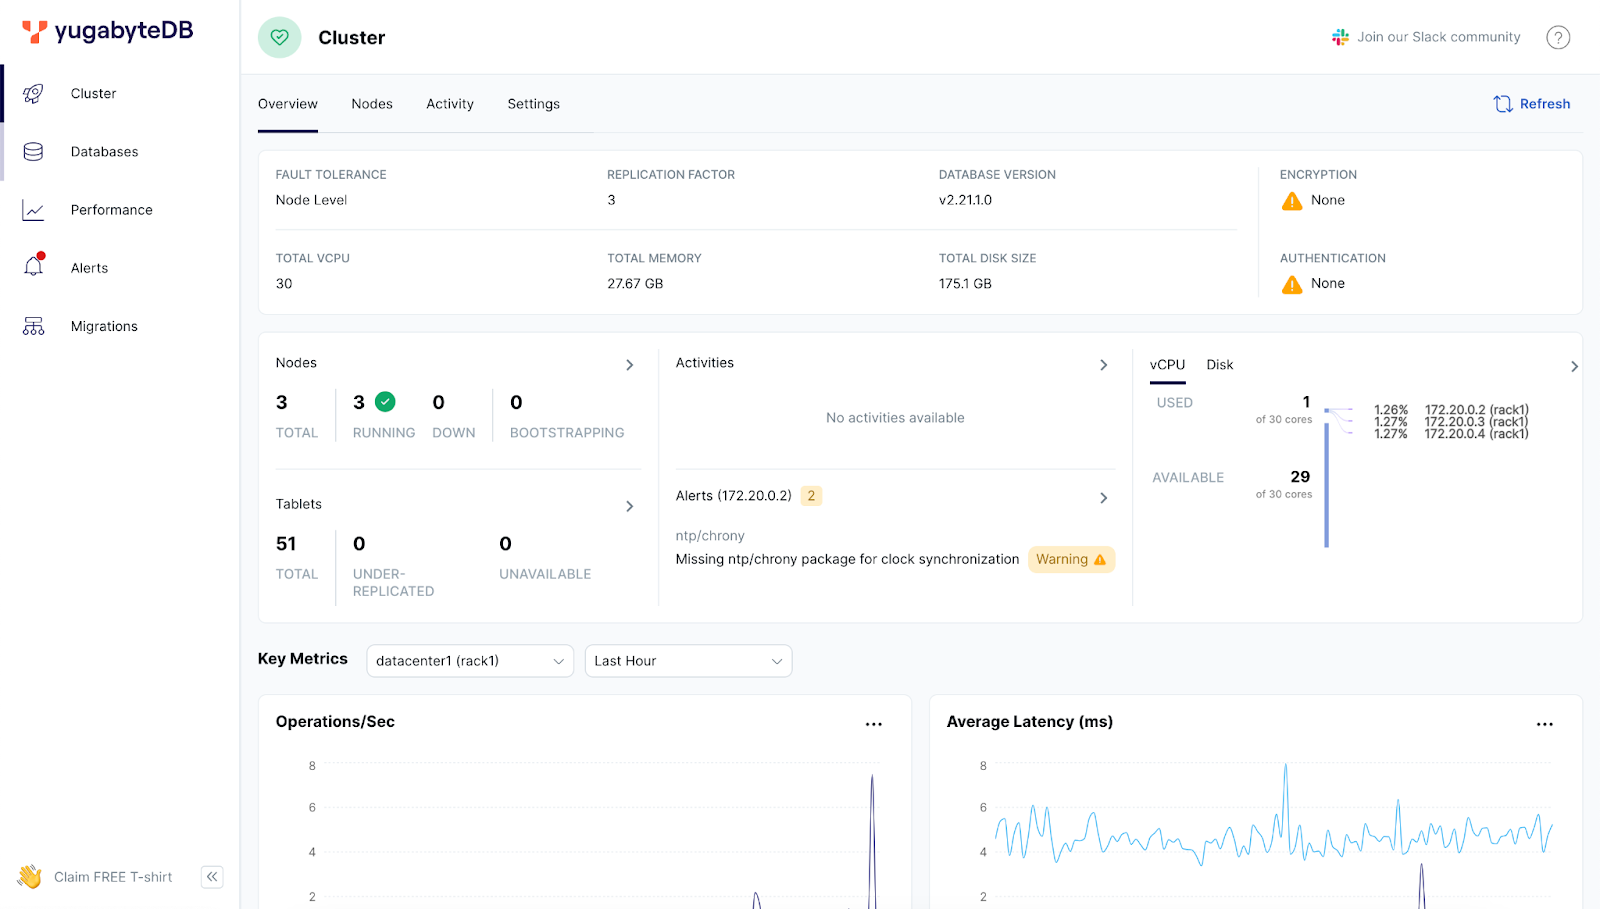 yugabyteDB
Cluster
Databases
Performance
Alerts
Migrations
Claim FREE T-shirt
Cluster
Join our Slack community
?
Overview Nodes Activity Settings
Refresh
FAULT TOLERANCE REPLICATION FACTOR DATABASE VERSION ENCRYPTION
Node Level 3 v2.21.1.0 None
TOTAL VCPU TOTAL MEMORY TOTAL DISK SIZE AUTHENTICATION
30 27.67 GB 175.1 GB None
Nodes
3 3 0 0
TOTAL RUNNING DOWN BOOTSTRAPPING
Tablets
51 0 0
TOTAL UNDER- UNAVAILABLE
REPLICATED
Activities
No activities available
Alerts (172.20.0.2) 2
ntp/chrony
Missing ntp/chrony package for clock synchronization Warning
vCPU Disk
USED 1
of 30 cores
1.26% 172.20.0.2 (rack1)
1.27% 172.20.0.3 (rack1)
1.27% 172.20.0.4 (rack1)
AVAILABLE 29
of 30 cores
Key Metrics datacenter1 (rack1) Last Hour
Operations/Sec
8
6
4
2
Average Latency (ms)
8
6
4
2